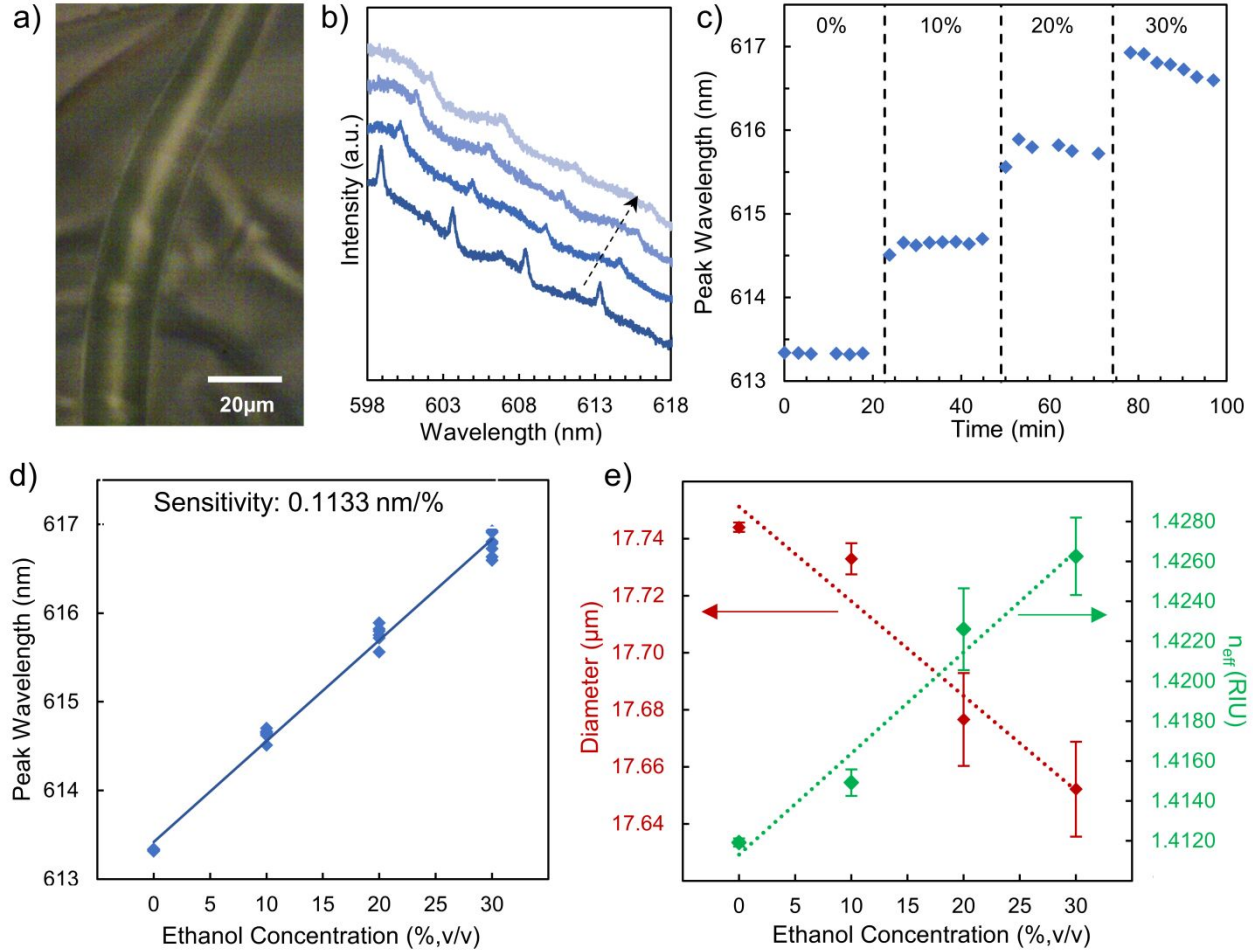 a)
20µm
b)
Intensity (a.u.)
598 603 608 613 618
Wavelength (nm)
c)
0% 10% 20% 30%
617
616
615
614
613
Peak Wavelength (nm)
0 20 40 60 80 100
Time (min)
d)
Sensitivity: 0.1133 nm/%
617
616
615
614
613
Peak Wavelength (nm)
0 5 10 15 20 25 30
Ethanol Concentration (%,v/v)
e)
17.74
17.72
17.70
17.68
17.66
17.64
Diameter (µm)
1.4280
1.4260
1.4240
1.4220
1.4200
1.4180
1.4160
1.4140
1.4120
neff (RIU)
0 5 10 15 20 25 30
Ethanol Concentration (%,v/v)